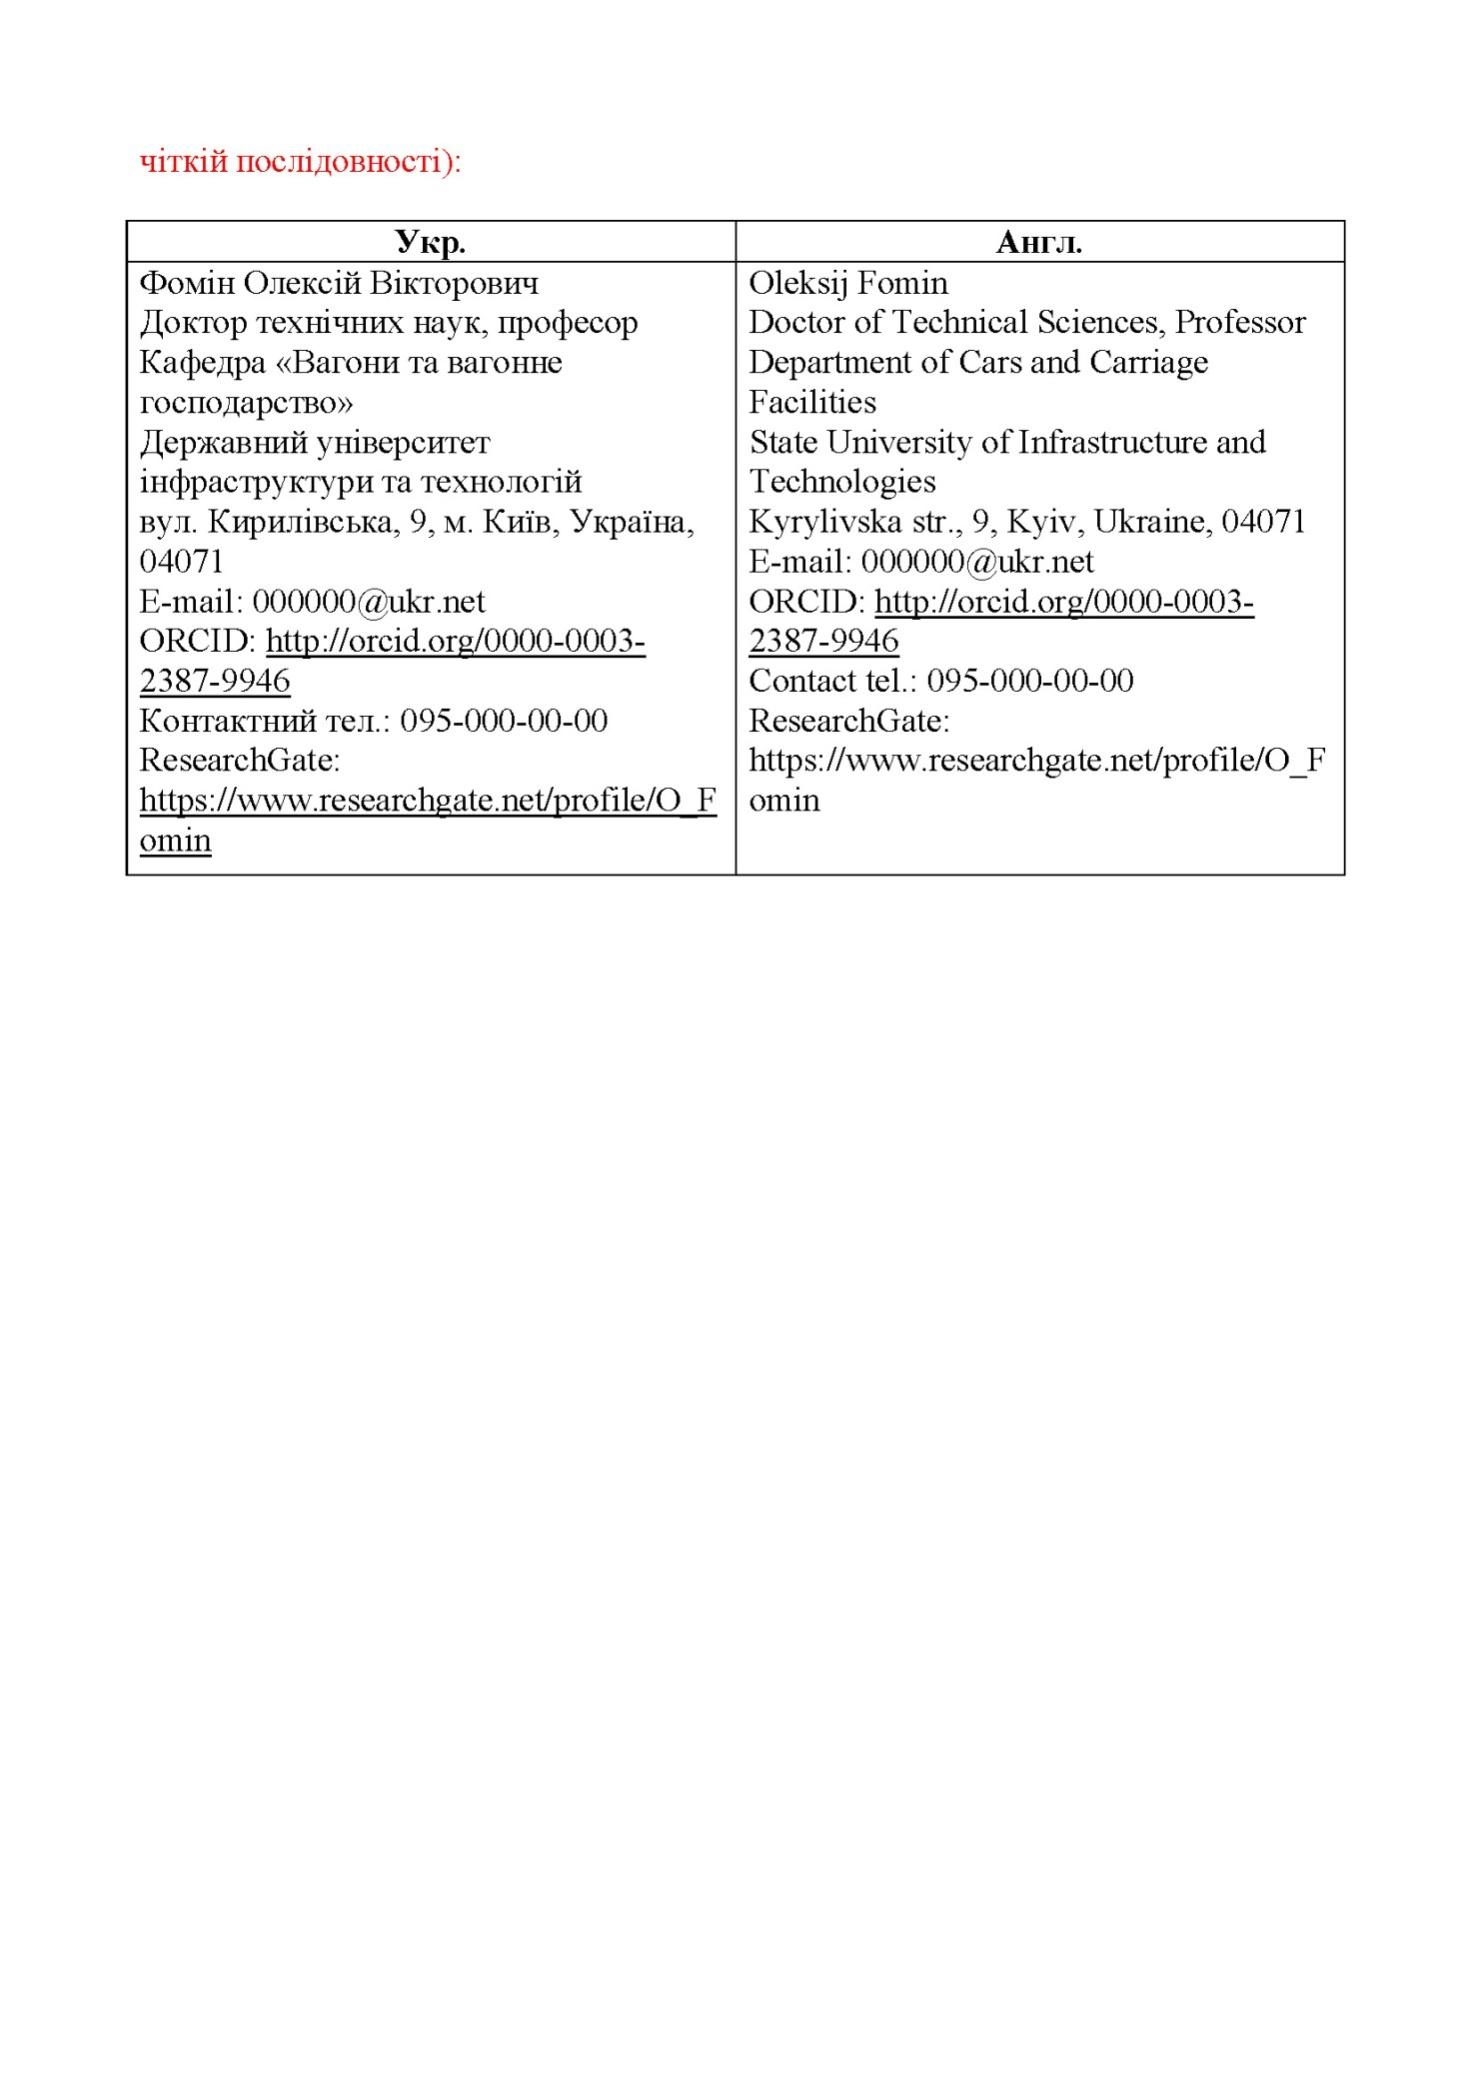 чіткій послідовності):
Укр.
Фомін Олексій Вікторович
Доктор технічних наук, професор
Кафедра «Вагони та вагонне
господарство»
Державний університет
інфраструктури та технологій
вул. Кирилівська, 9, м. Київ, Україна,
04071
E-mail: 000000@ukr.net
ORCID: http://orcid.org/0000-0003-
2387-9946
Контактний тел.: 095-000-00-00
ResearchGate:
https://www.researchgate.net/profile/O_F
omin
Англ.
Oleksij Fomin
Doctor of Technical Sciences, Professor
Department of Cars and Carriage
Facilities
State University of Infrastructure and
Technologies
Kyrylivska str., 9, Kyiv, Ukraine, 04071
E-mail: 000000@ukr.net
ORCID: http://orcid.org/0000-0003-
2387-9946
Contact tel.: 095-000-00-00
ResearchGate:
https://www.researchgate.net/profile/O_F
omin